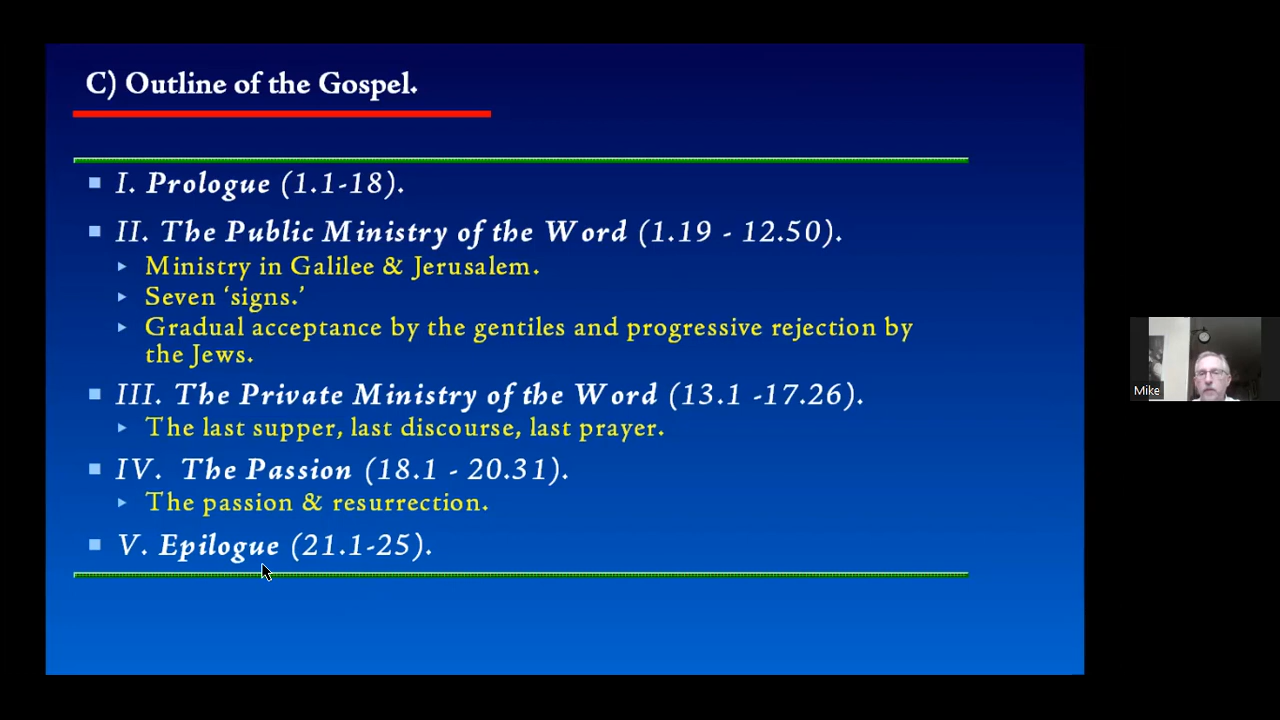 C) Outline of the Gospel.
I. Prologue (1.1-18).
II. The Public Ministry of the Word (1.19 - 12.50).
Ministry in Galilee & Jerusalem.
Seven ‘signs.’
Gradual acceptance by the gentiles and progressive rejection by
the Jews.
III. The Private Ministry of the Word (13.1 -17.26).
The last supper, last discourse, last prayer.
IV. The Passion (18.1 - 20.31).
The passion & resurrection.
V. Epilogue (21.1-25).
Mike